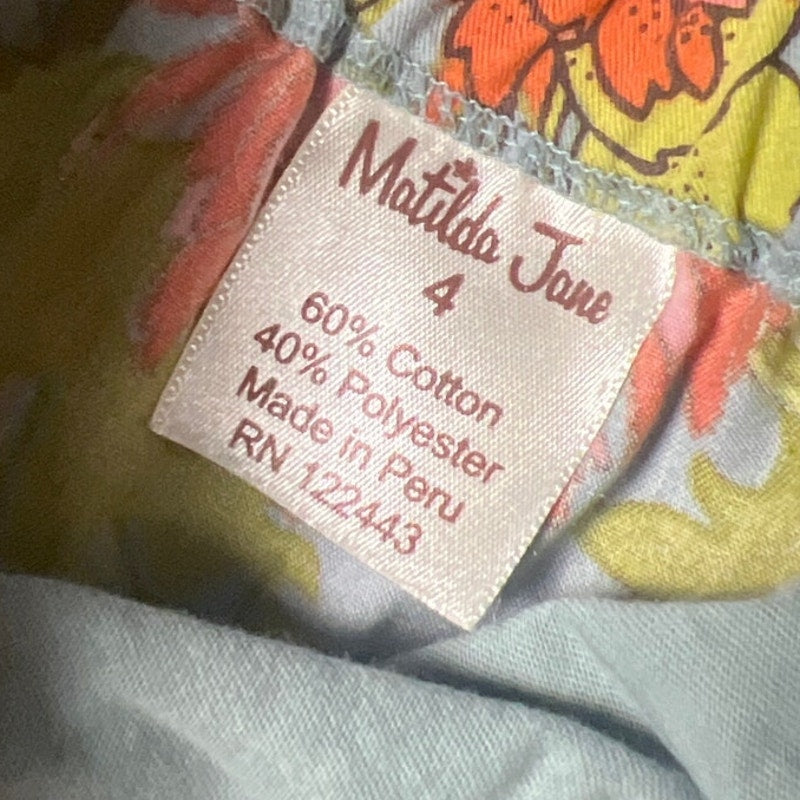 Matilda Jane
4
60% Cotton
40% Polyester
Made in Peru
RN 122443